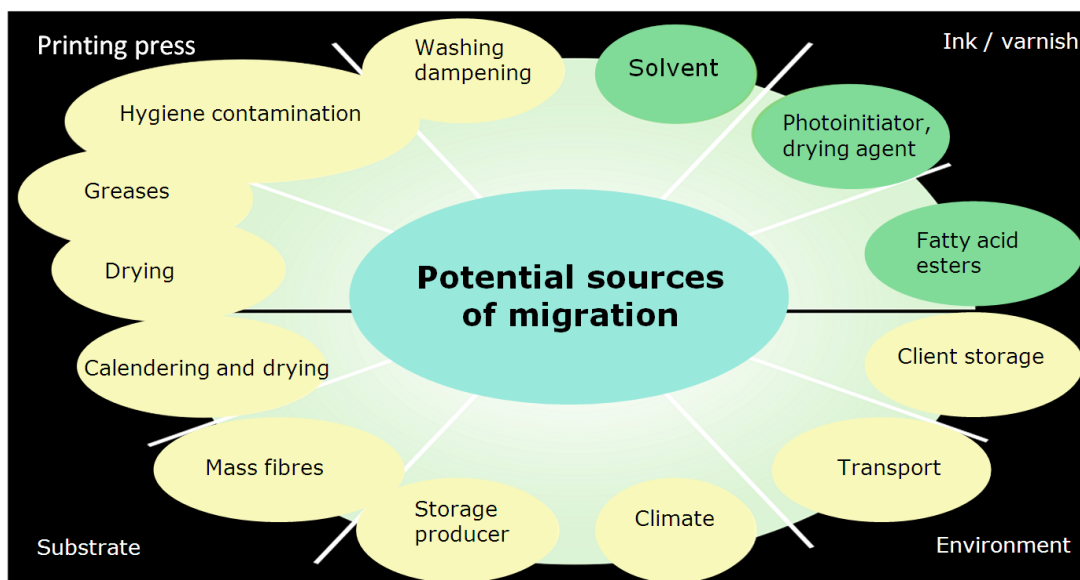 Printing press
Ink / varnish
Washing
dampening
Solvent
Hygiene contamination
Photoinitiator,
drying agent
Greases
Fatty acid
esters
Drying
Potential sources
of migration
Calendering and drying
Client storage
Mass fibres
Transport
Storage
producer
Climate
Substrate
Environment